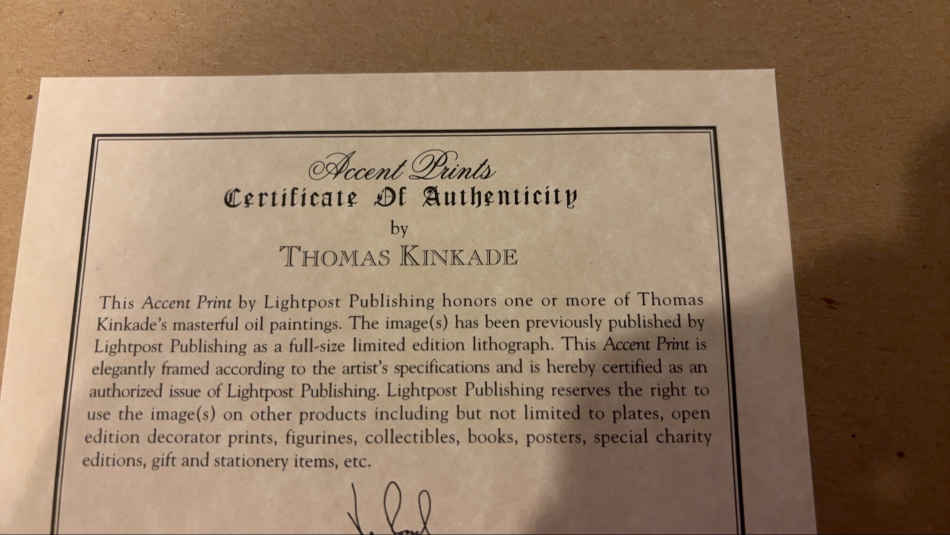 Accent Prints
Certificate Of Authenticity
by
THOMAS KINKADE
This Accent Print by Lightpost Publishing honors one or more of Thomas
Kinkade's masterful oil paintings. The image(s) has been previously published by
Lightpost Publishing as a full-size limited edition lithograph. This Accent Print is
elegantly framed according to the artist's specifications and is hereby certified as an
authorized issue of Lightpost Publishing. Lightpost Publishing reserves the right to
use the image(s) on other products including but not limited to plates, open
edition decorator prints, figurines, collectibles, books, posters, special charity
editions, gift and stationery items, etc.